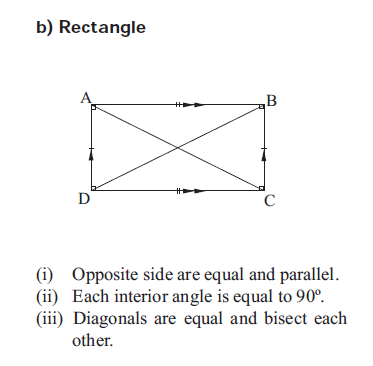 b) Rectangle
A B
D C
(i) Opposite side are equal and parallel.
(ii) Each interior angle is equal to 90º.
(iii) Diagonals are equal and bisect each
other.